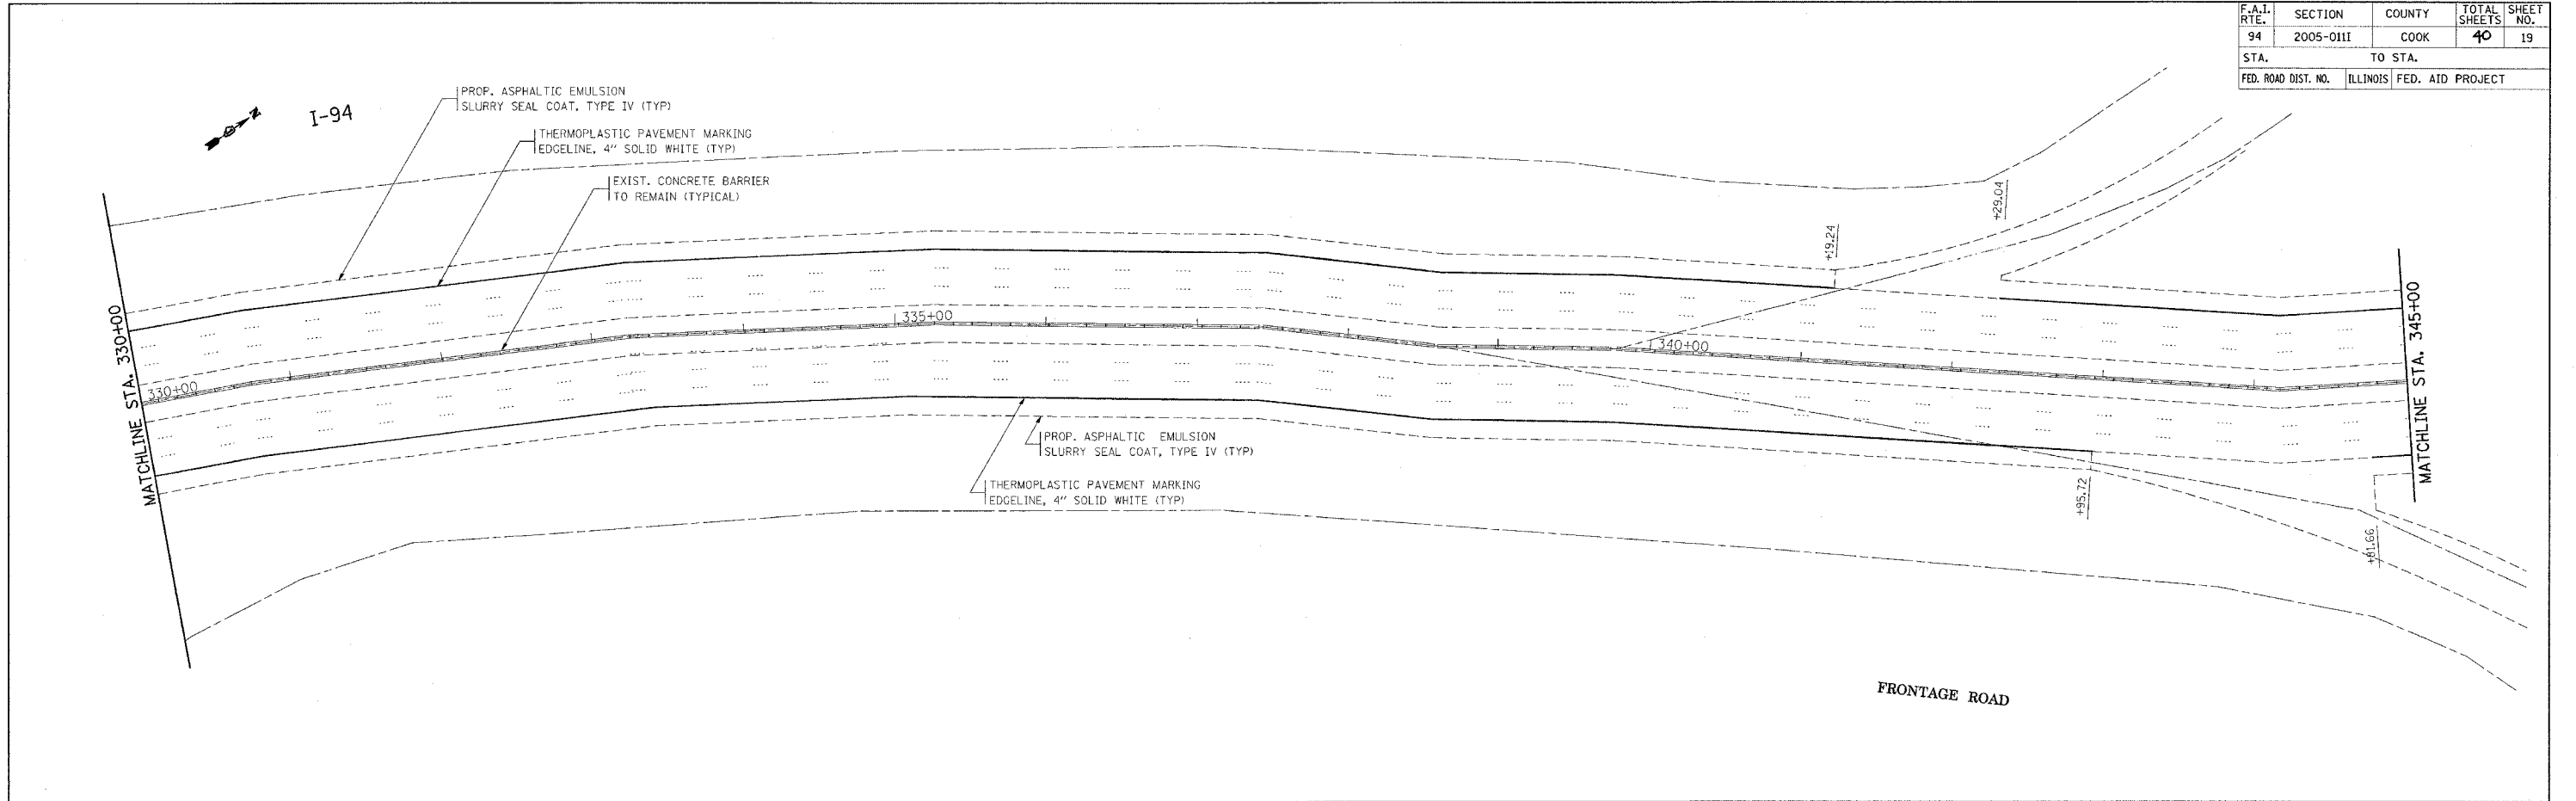 F.A.I. RTE. SECTION COUNTY TOTAL SHEETS SHEET NO.
94 2005-011I COOK 40 19
STA. TO STA.
FED. ROAD DIST. NO. ILLINOIS FED. AID PROJECT
I-94
PROP. ASPHALTIC EMULSION
SLURRY SEAL COAT, TYPE IV (TYP)
THERMOPLASTIC PAVEMENT MARKING
EDGELINE, 4" SOLID WHITE (TYP)
EXIST. CONCRETE BARRIER
TO REMAIN (TYPICAL)
+19.24
+29.04
MATCHLINE STA. 330+00
330+00
335+00
340+00
MATCHLINE STA. 345+00
PROP. ASPHALTIC EMULSION
SLURRY SEAL COAT, TYPE IV (TYP)
THERMOPLASTIC PAVEMENT MARKING
EDGELINE, 4" SOLID WHITE (TYP)
+95.72
+81.66
FRONTAGE ROAD